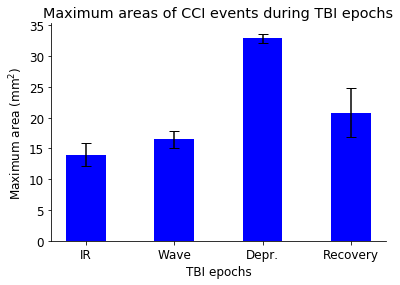 Maximum areas of CCI events during TBI epochs
Maximum area (mm²)
35
30
25
20
15
10
5
0
IR Wave Depr. Recovery
TBI epochs